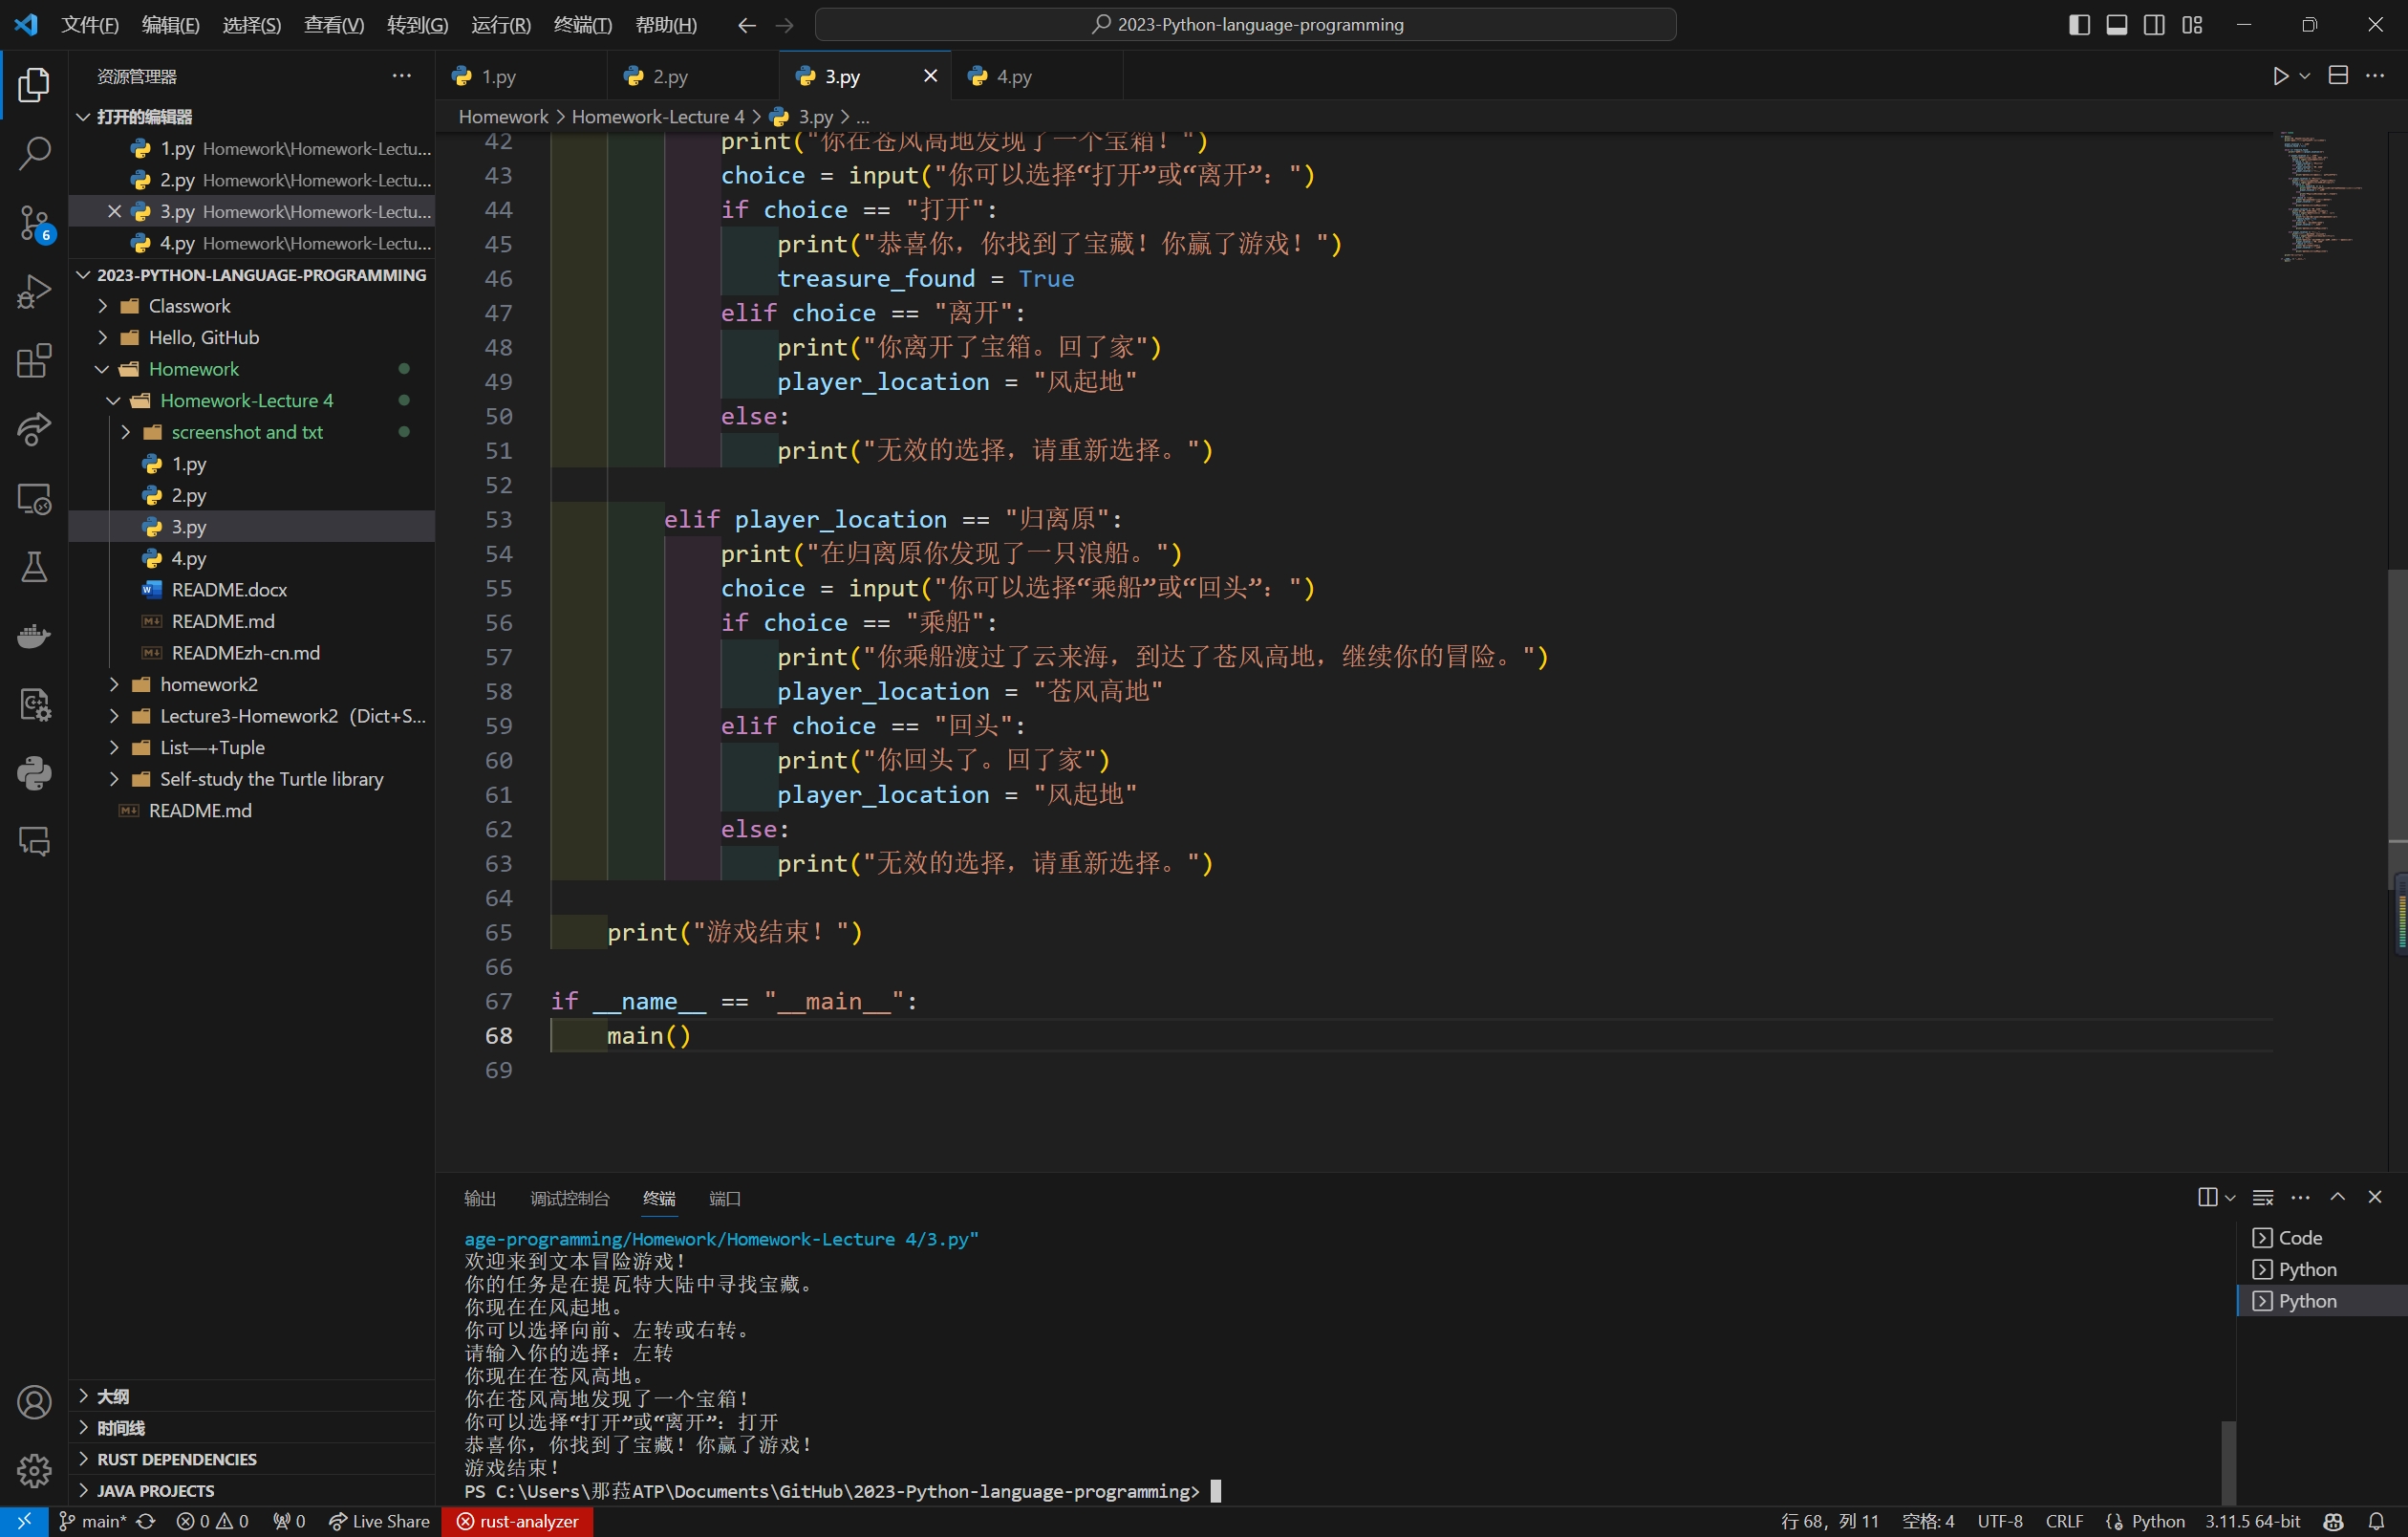 文件(F) 编辑(E) 选择(S) 查看(V) 转到(G) 运行(R) 终端(T) 帮助(H) 2023-Python-language-programming
资源管理器
打开的编辑器
1.py Homework\Homework-Lectu...
2.py Homework\Homework-Lectu...
3.py Homework\Homework-Lectu...
4.py Homework\Homework-Lectu...
2023-PYTHON-LANGUAGE-PROGRAMMING
Classwork
Hello, GitHub
Homework
Homework-Lecture 4
screenshot and txt
1.py
2.py
3.py
4.py
README.docx
README.md
READMEzh-cn.md
homework2
Lecture3-Homework2（Dict+S...
List—+Tuple
Self-study the Turtle library
README.md
大纲
时间线
RUST DEPENDENCIES
JAVA PROJECTS
6
1.py 2.py 3.py 4.py
Homework > Homework-Lecture 4 > 3.py > ...
42 print("你在苍风高地发现了一个宝箱！")
43 choice = input("你可以选择“打开”或“离开”：")
44 if choice == "打开":
45 print("恭喜你，你找到了宝藏！你赢了游戏！")
46 treasure_found = True
47 elif choice == "离开":
48 print("你离开了宝箱。回了家")
49 player_location = "风起地"
50 else:
51 print("无效的选择，请重新选择。")
52
53 elif player_location == "归离原":
54 print("在归离原你发现了一只浪船。")
55 choice = input("你可以选择“乘船”或“回头”：")
56 if choice == "乘船":
57 print("你乘船渡过了云来海，到达了苍风高地，继续你的冒险。")
58 player_location = "苍风高地"
59 elif choice == "回头":
60 print("你回头了。回了家")
61 player_location = "风起地"
62 else:
63 print("无效的选择，请重新选择。")
64
65 print("游戏结束！")
66
67 if __name__ == "__main__":
68 main()
69
输出 调试控制台 终端 端口
age-programming/Homework/Homework-Lecture 4/3.py"
欢迎来到文本冒险游戏！
你的任务是在提瓦特大陆中寻找宝藏。
你现在在风起地。
你可以选择向前、左转或右转。
请输入你的选择：左转
你现在在苍风高地。
你在苍风高地发现了一个宝箱！
你可以选择“打开”或“离开”：打开
恭喜你，你找到了宝藏！你赢了游戏！
游戏结束！
PS C:\Users\那菈ATP\Documents\GitHub\2023-Python-language-programming>
Code
Python
Python
main* 0 0 0 Live Share rust-analyzer 行 68，列 11 空格: 4 UTF-8 CRLF Python 3.11.5 64-bit